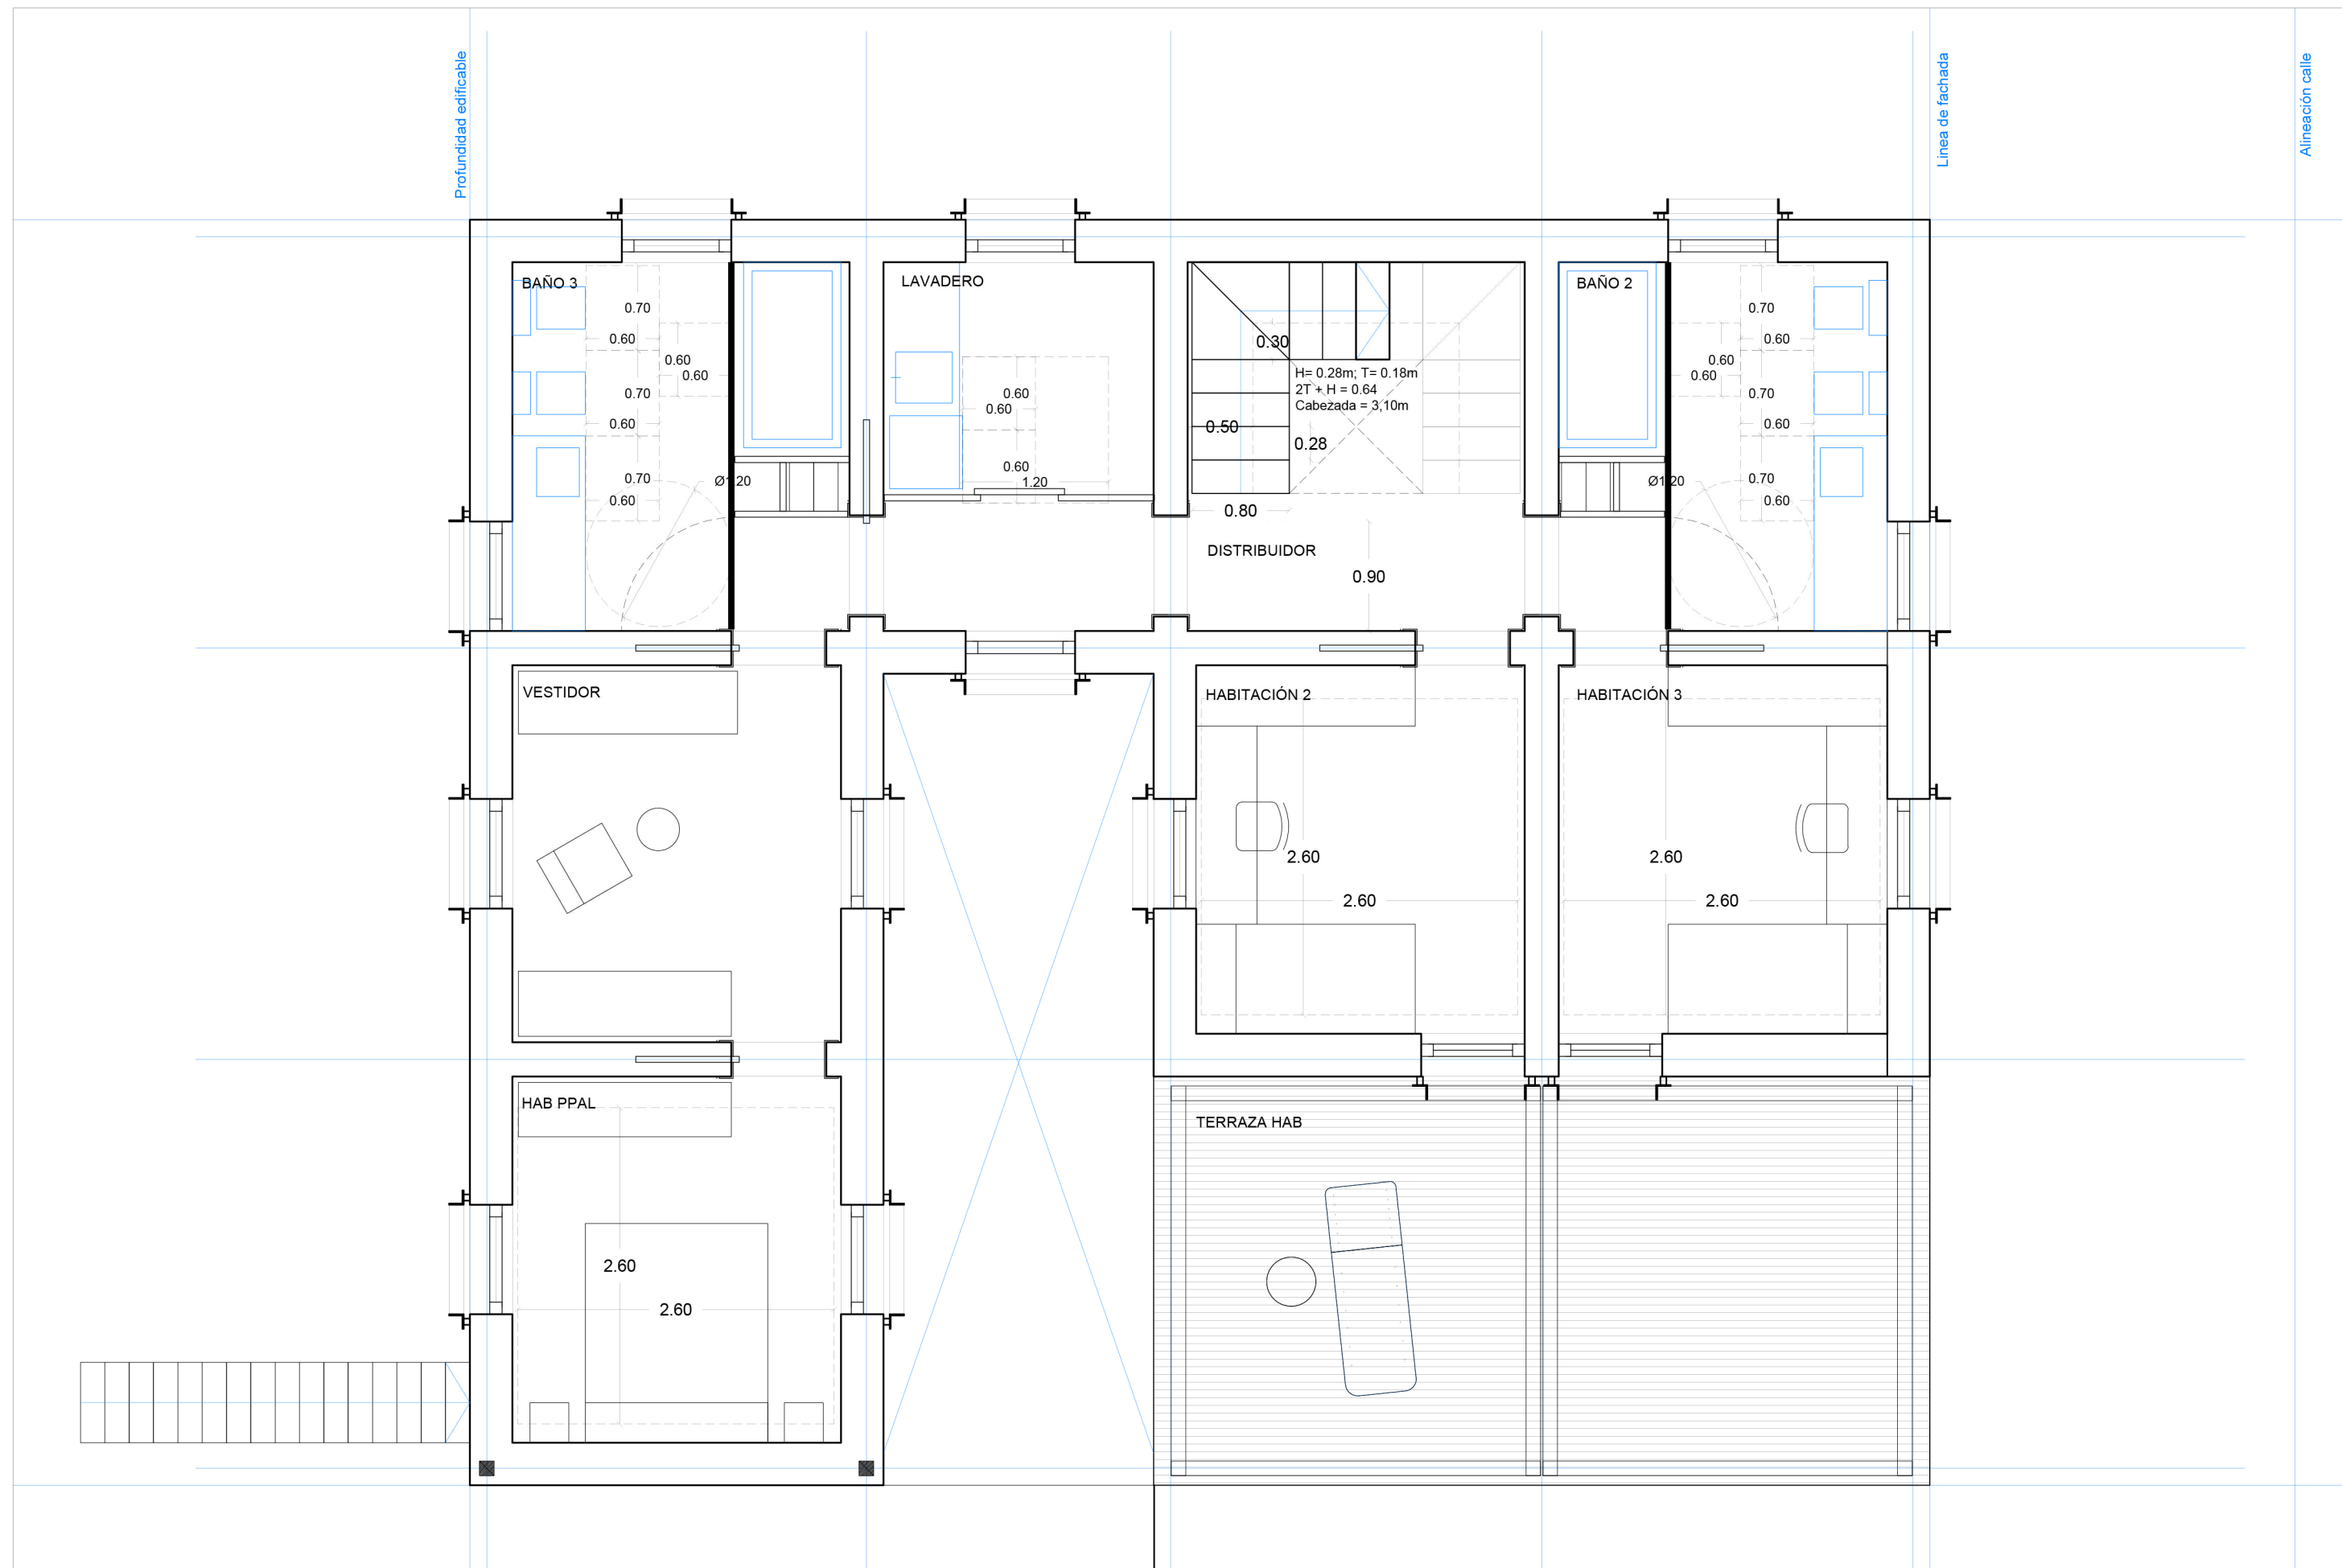 Profundidad edificable
Linea de fachada
Alineación calle
BAÑO 3
0.70
0.60
0.60
0.60
0.70
0.60
0.70
0.60
Ø1.20
LAVADERO
0.60
0.60
0.60
1.20
0.30
H= 0.28m; T= 0.18m
2T + H = 0.64
Cabezada = 3,10m
0.50
0.28
0.80
DISTRIBUIDOR
0.90
BAÑO 2
0.70
0.60
0.60
0.60
0.70
0.60
0.70
0.60
Ø1.20
VESTIDOR
HABITACIÓN 2
2.60
2.60
HABITACIÓN 3
2.60
2.60
HAB PPAL
2.60
2.60
TERRAZA HAB